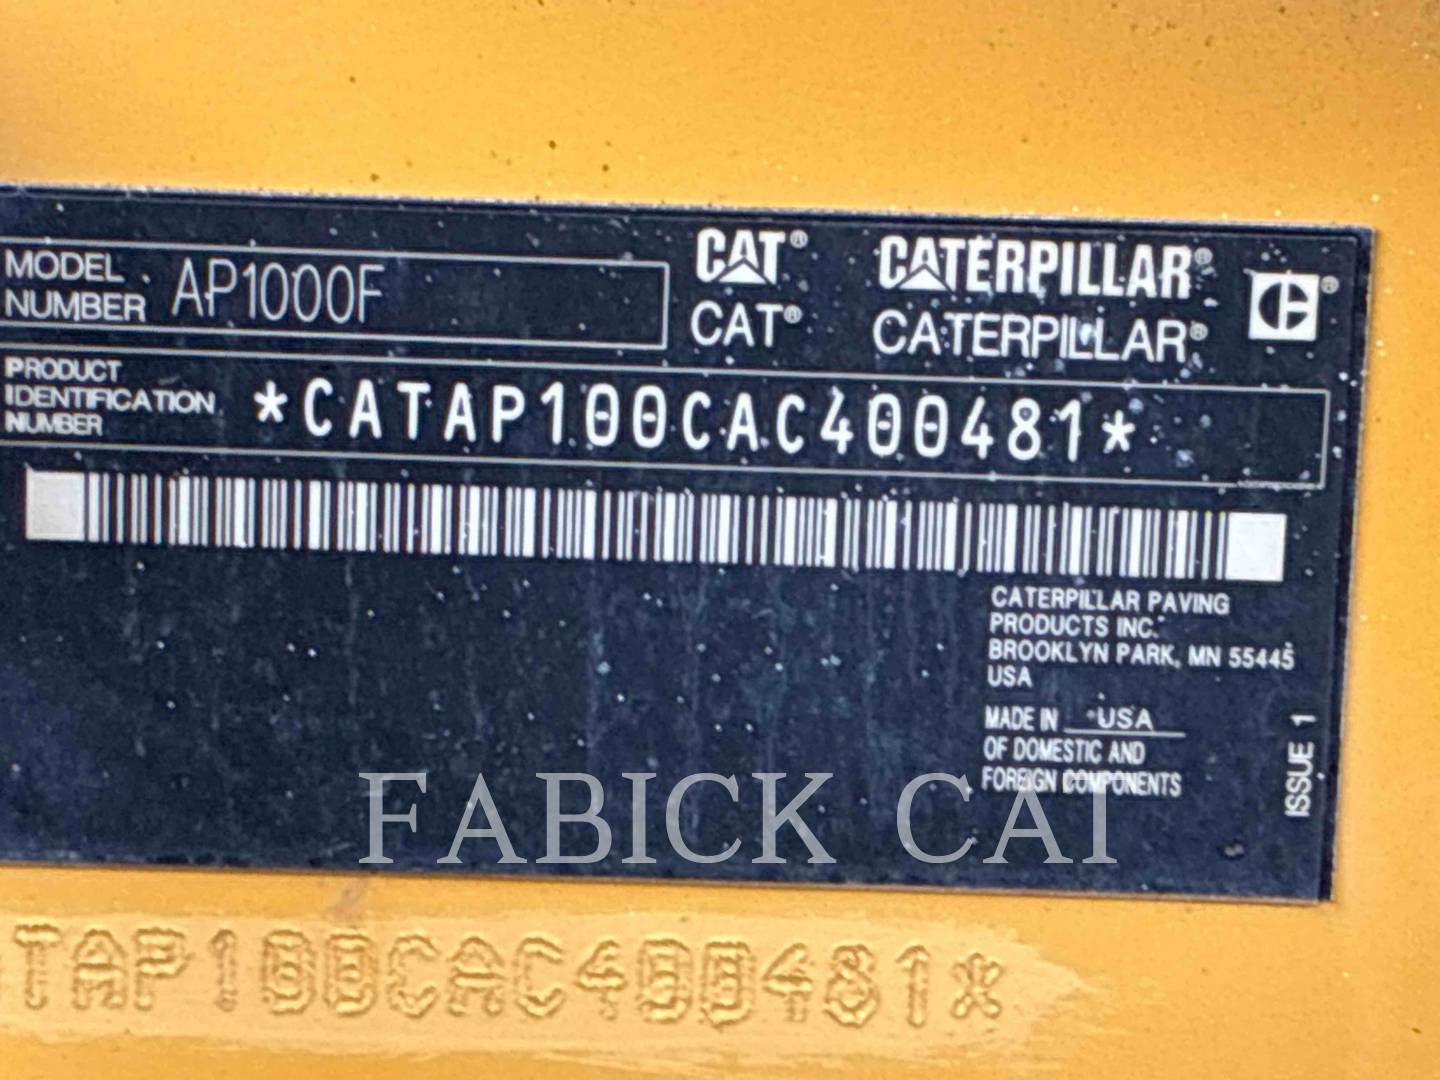 MODEL NUMBER AP1000F
CAT® CATERPILLAR®
CAT® CATERPILLAR®
PRODUCT
IDENTIFICATION
NUMBER
*CATAP100CAC400481*
CATERPILLAR PAVING
PRODUCTS INC.
BROOKLYN PARK, MN 55445
USA
MADE IN USA
OF DOMESTIC AND
FOREIGN COMPONENTS
ISSUE 1
FABICK CAT
TAP100CAC400481*